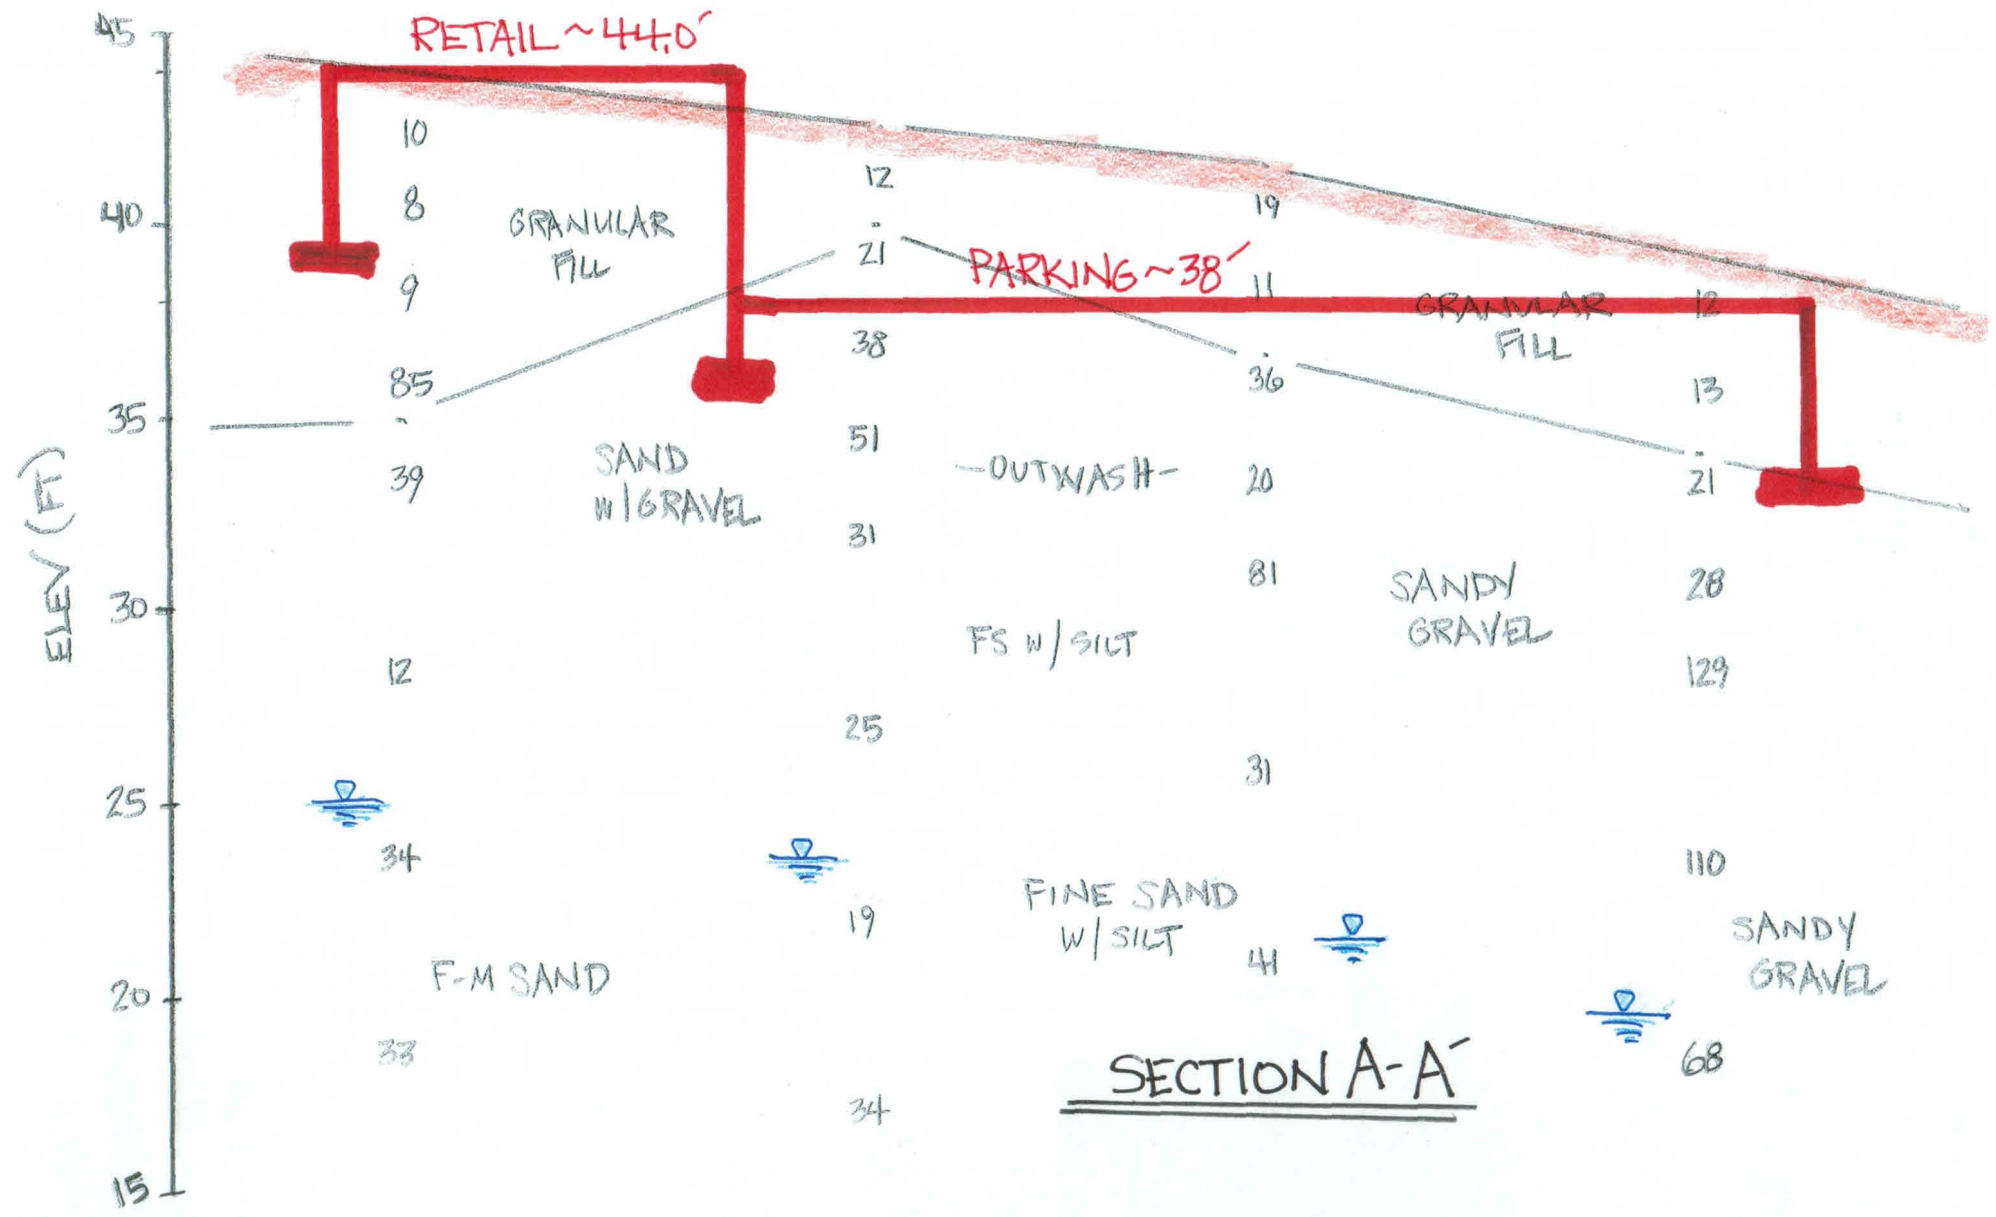 45
RETAIL ~44.0´
10
12
8
19
40
GRANULAR
FILL
21
PARKING ~38´
9
11
GRANULAR
12
FILL
38
85
36
13
35
51
SAND
W/GRAVEL
-OUTWASH-
39
20
21
31
ELEV (FT)
81
SANDY
GRAVEL
28
30
FS W/ SILT
12
129
25
31
25
34
110
FINE SAND
W/ SILT
19
SANDY
GRAVEL
41
F-M SAND
20
33
SECTION A-A´
68
34
15